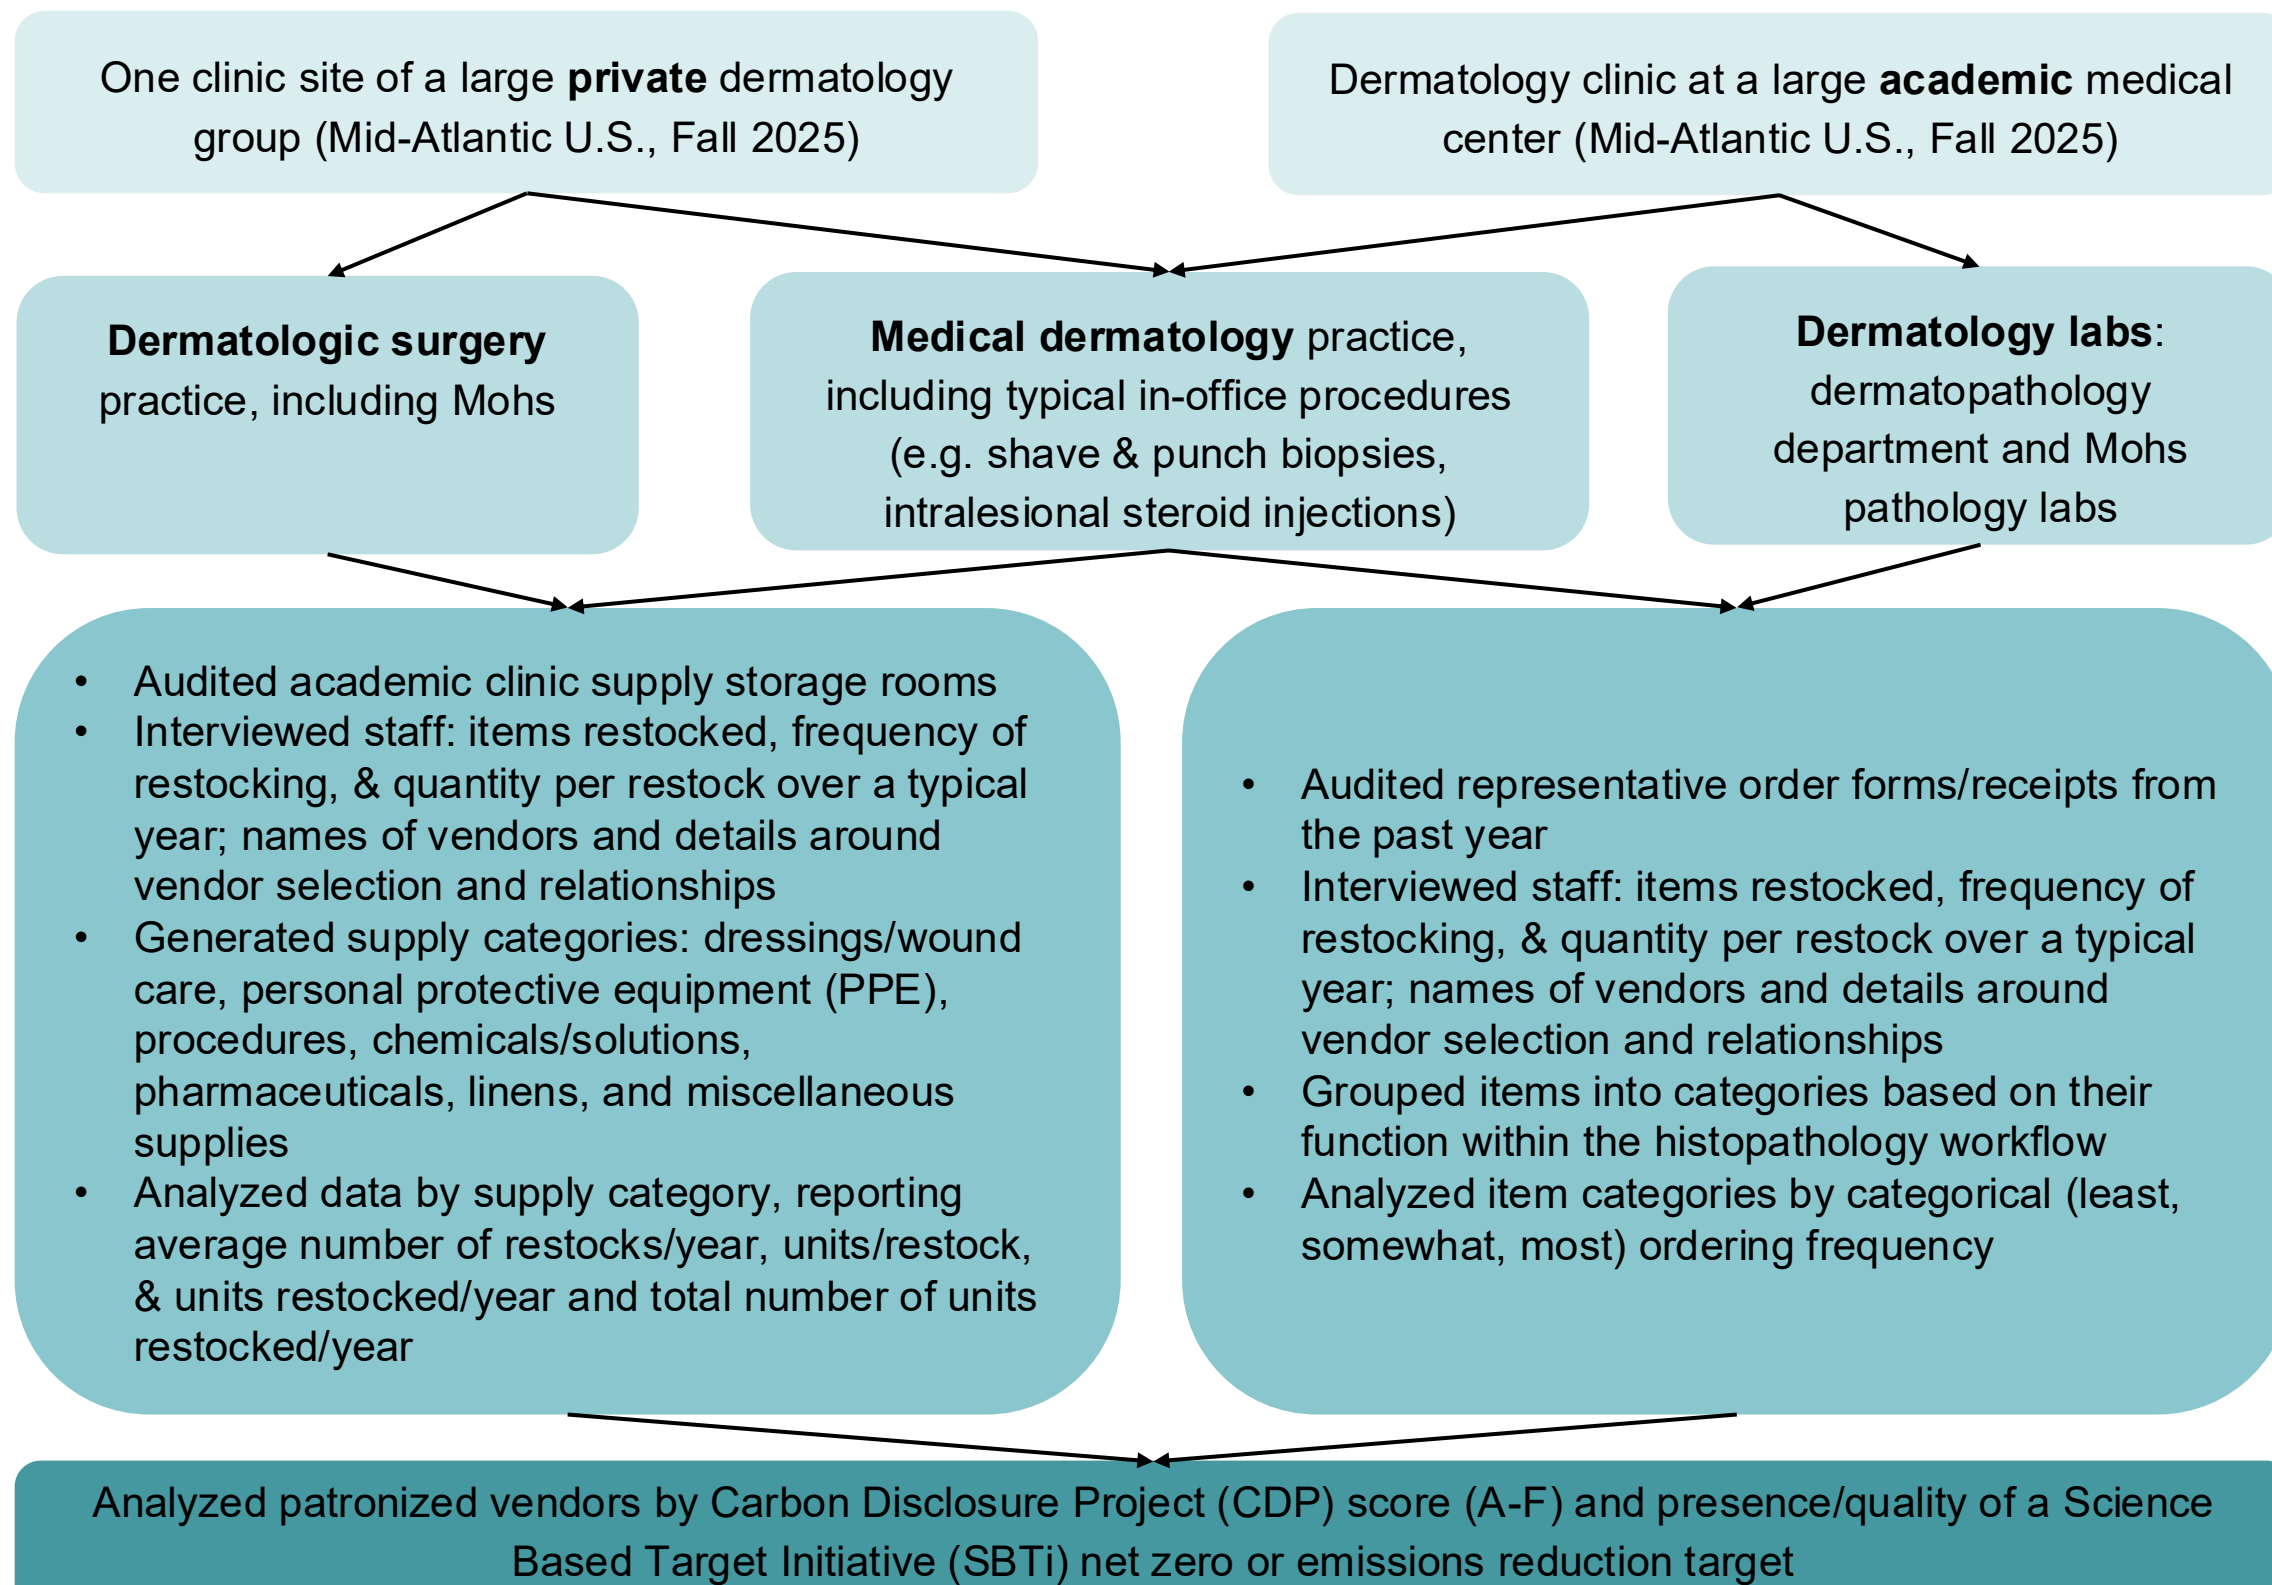 One clinic site of a large private dermatology
group (Mid-Atlantic U.S., Fall 2025)
Dermatology clinic at a large academic medical
center (Mid-Atlantic U.S., Fall 2025)
Dermatologic surgery
practice, including Mohs
Medical dermatology practice,
including typical in-office procedures
(e.g. shave & punch biopsies,
intralesional steroid injections)
Dermatology labs:
dermatopathology
department and Mohs
pathology labs
• Audited academic clinic supply storage rooms
• Interviewed staff: items restocked, frequency of
restocking, & quantity per restock over a typical
year; names of vendors and details around
vendor selection and relationships
• Generated supply categories: dressings/wound
care, personal protective equipment (PPE),
procedures, chemicals/solutions,
pharmaceuticals, linens, and miscellaneous
supplies
• Analyzed data by supply category, reporting
average number of restocks/year, units/restock,
& units restocked/year and total number of units
restocked/year
• Audited representative order forms/receipts from
the past year
• Interviewed staff: items restocked, frequency of
restocking, & quantity per restock over a typical
year; names of vendors and details around
vendor selection and relationships
• Grouped items into categories based on their
function within the histopathology workflow
• Analyzed item categories by categorical (least,
somewhat, most) ordering frequency
Analyzed patronized vendors by Carbon Disclosure Project (CDP) score (A-F) and presence/quality of a Science
Based Target Initiative (SBTi) net zero or emissions reduction target